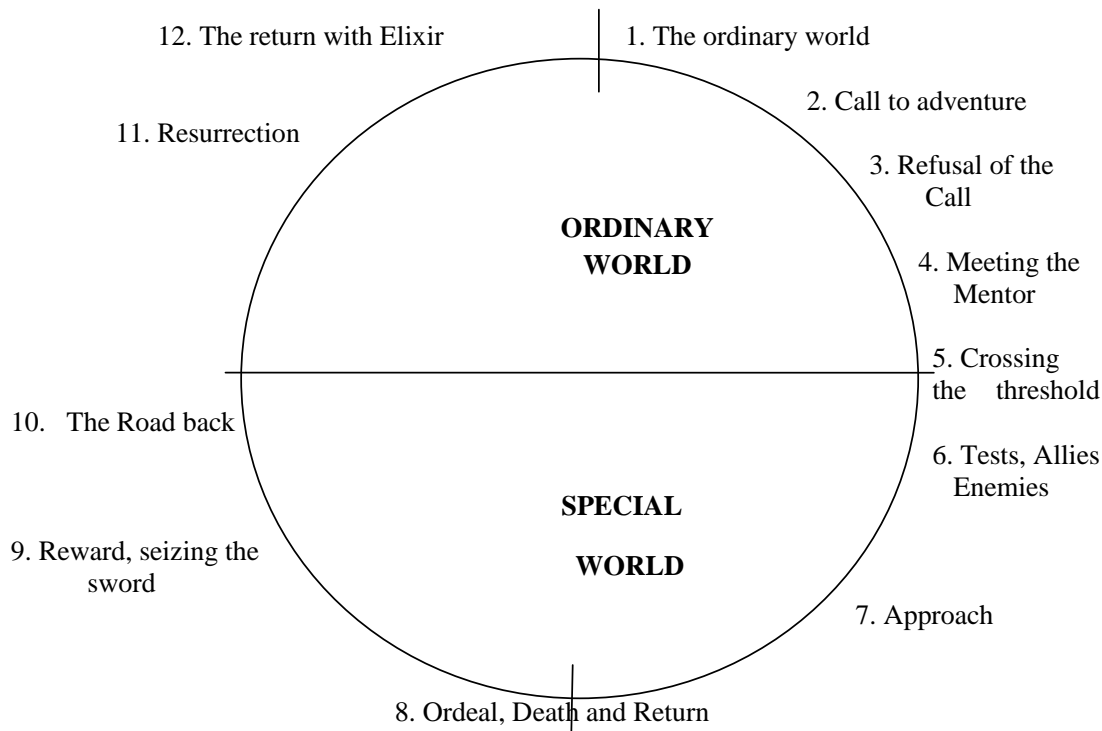 12. The return with Elixir
1. The ordinary world
2. Call to adventure
11. Resurrection
3. Refusal of the
Call
ORDINARY
WORLD
4. Meeting the
Mentor
5. Crossing
the threshold
10. The Road back
6. Tests, Allies
Enemies
SPECIAL
WORLD
9. Reward, seizing the
sword
7. Approach
8. Ordeal, Death and Return